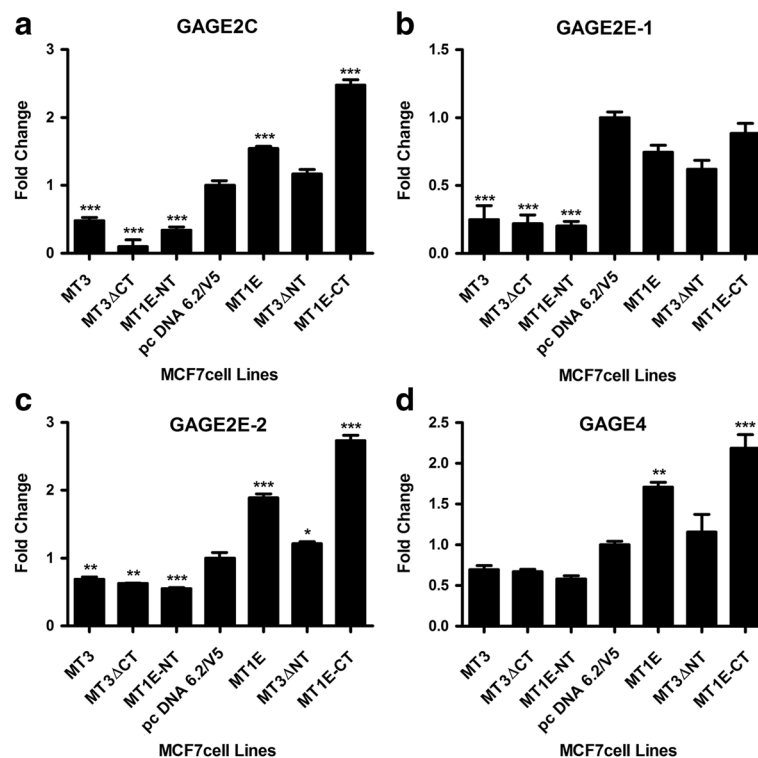 a
GAGE2C
Fold Change
3
2
1
0
***
***
***
***
***
MT3
MT3ΔCT
MT1E-NT
pc DNA 6.2/V5
MT1E
MT3ΔNT
MT1E-CT
MCF7cell Lines
b
GAGE2E-1
Fold Change
1.5
1.0
0.5
0.0
***
***
***
MT3
MT3ΔCT
MT1E-NT
pc DNA 6.2/V5
MT1E
MT3ΔNT
MT1E-CT
MCF7cell Lines
c
GAGE2E-2
Fold Change
3
2
1
0
**
**
***
***
*
***
MT3
MT3ΔCT
MT1E-NT
pc DNA 6.2/V5
MT1E
MT3ΔNT
MT1E-CT
MCF7cell Lines
d
GAGE4
Fold Change
2.5
2.0
1.5
1.0
0.5
0.0
**
***
MT3
MT3ΔCT
MT1E-NT
pc DNA 6.2/V5
MT1E
MT3ΔNT
MT1E-CT
MCF7cell Lines